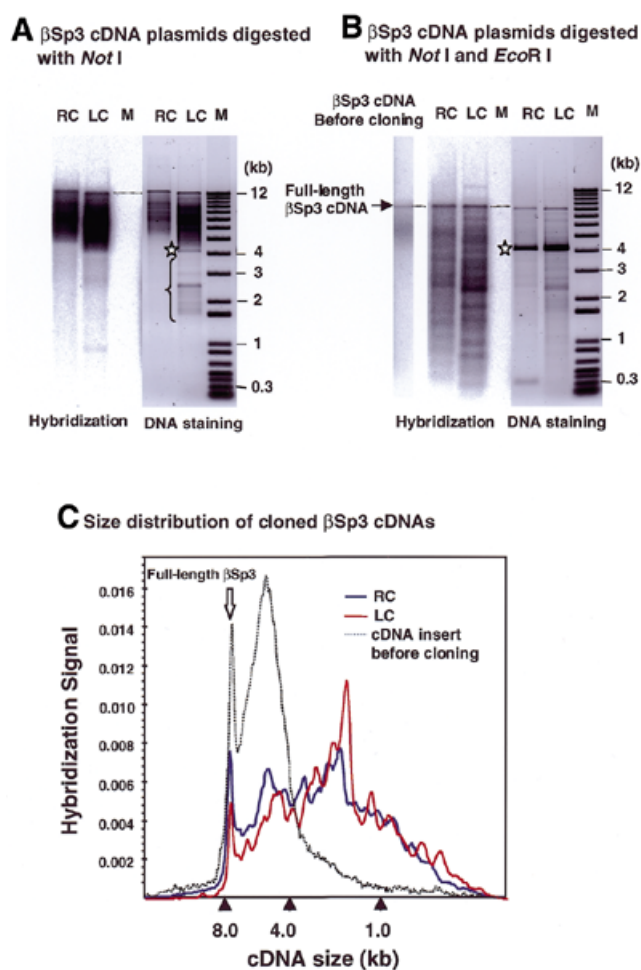 A βSp3 cDNA plasmids digested
with Not I
RC LC M RC LC M
(kb)
12
4
3
2
1
0.3
Hybridization DNA staining
B βSp3 cDNA plasmids digested
with Not I and EcoR I
βSp3 cDNA
Before cloning
RC LC M RC LC M
(kb)
Full-length
βSp3 cDNA
12
4
3
2
1
0.3
Hybridization DNA staining
C Size distribution of cloned βSp3 cDNAs
Full-length βSp3
RC
LC
cDNA insert
before cloning
Hybridization Signal
0.016
0.014
0.012
0.010
0.008
0.006
0.004
0.002
8.0 4.0 1.0
cDNA size (kb)